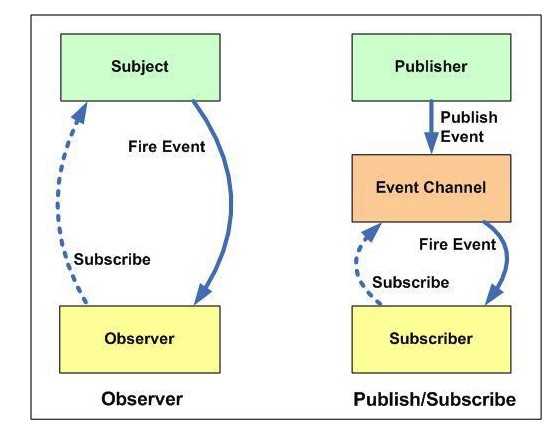 Subject
Fire Event
Subscribe
Observer
Observer
Publisher
Publish
Event
Event Channel
Fire Event
Subscribe
Subscriber
Publish/Subscribe